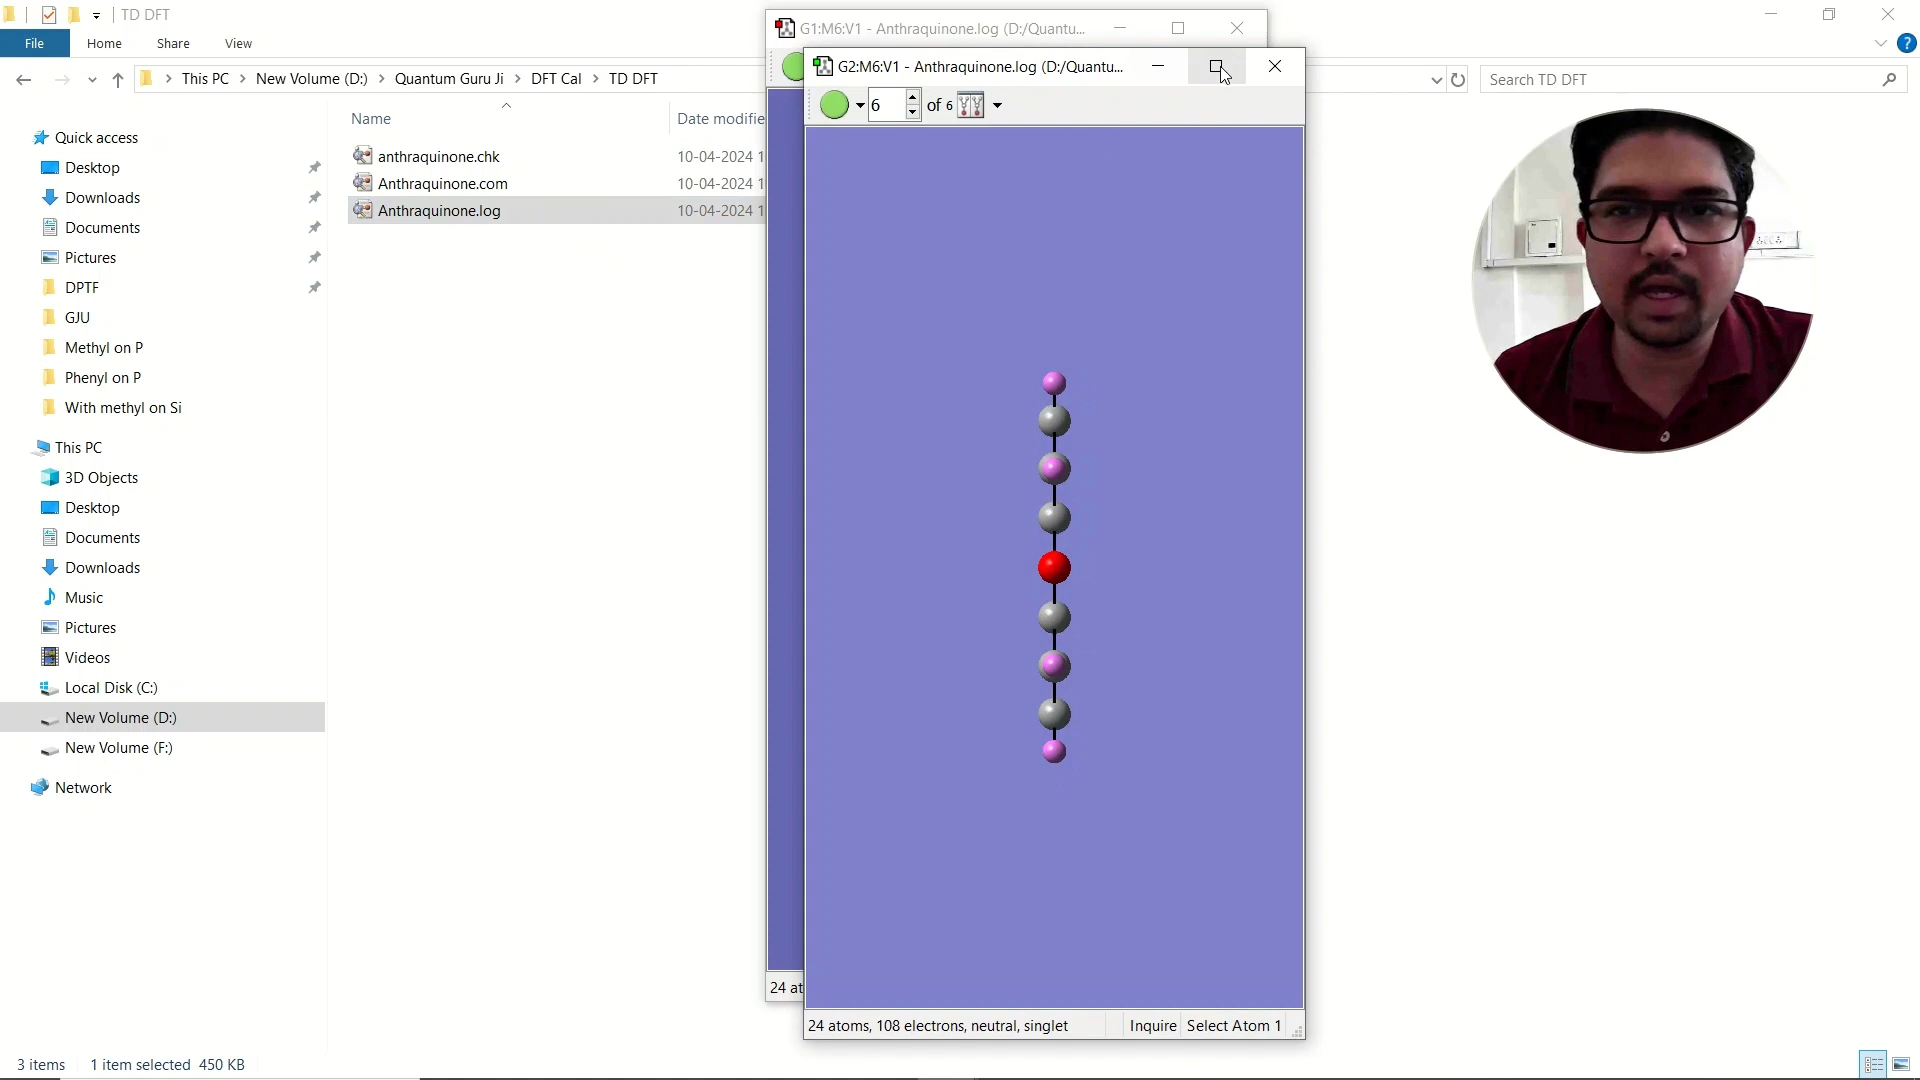 TD DFT
File Home Share View
This PC New Volume (D:) Quantum Guru Ji DFT Cal TD DFT
Search TD DFT
Name Date modifie
anthraquinone.chk 10-04-2024 1
Anthraquinone.com 10-04-2024 1
Anthraquinone.log 10-04-2024 1
Quick access
Desktop
Downloads
Documents
Pictures
DPTF
GJU
Methyl on P
Phenyl on P
With methyl on Si
This PC
3D Objects
Desktop
Documents
Downloads
Music
Pictures
Videos
Local Disk (C:)
New Volume (D:)
New Volume (F:)
Network
3 items 1 item selected 450 KB
G1:M6:V1 - Anthraquinone.log (D:/Quantu...
24 at
G2:M6:V1 - Anthraquinone.log (D:/Quantu...
6 of 6
24 atoms, 108 electrons, neutral, singlet Inquire Select Atom 1